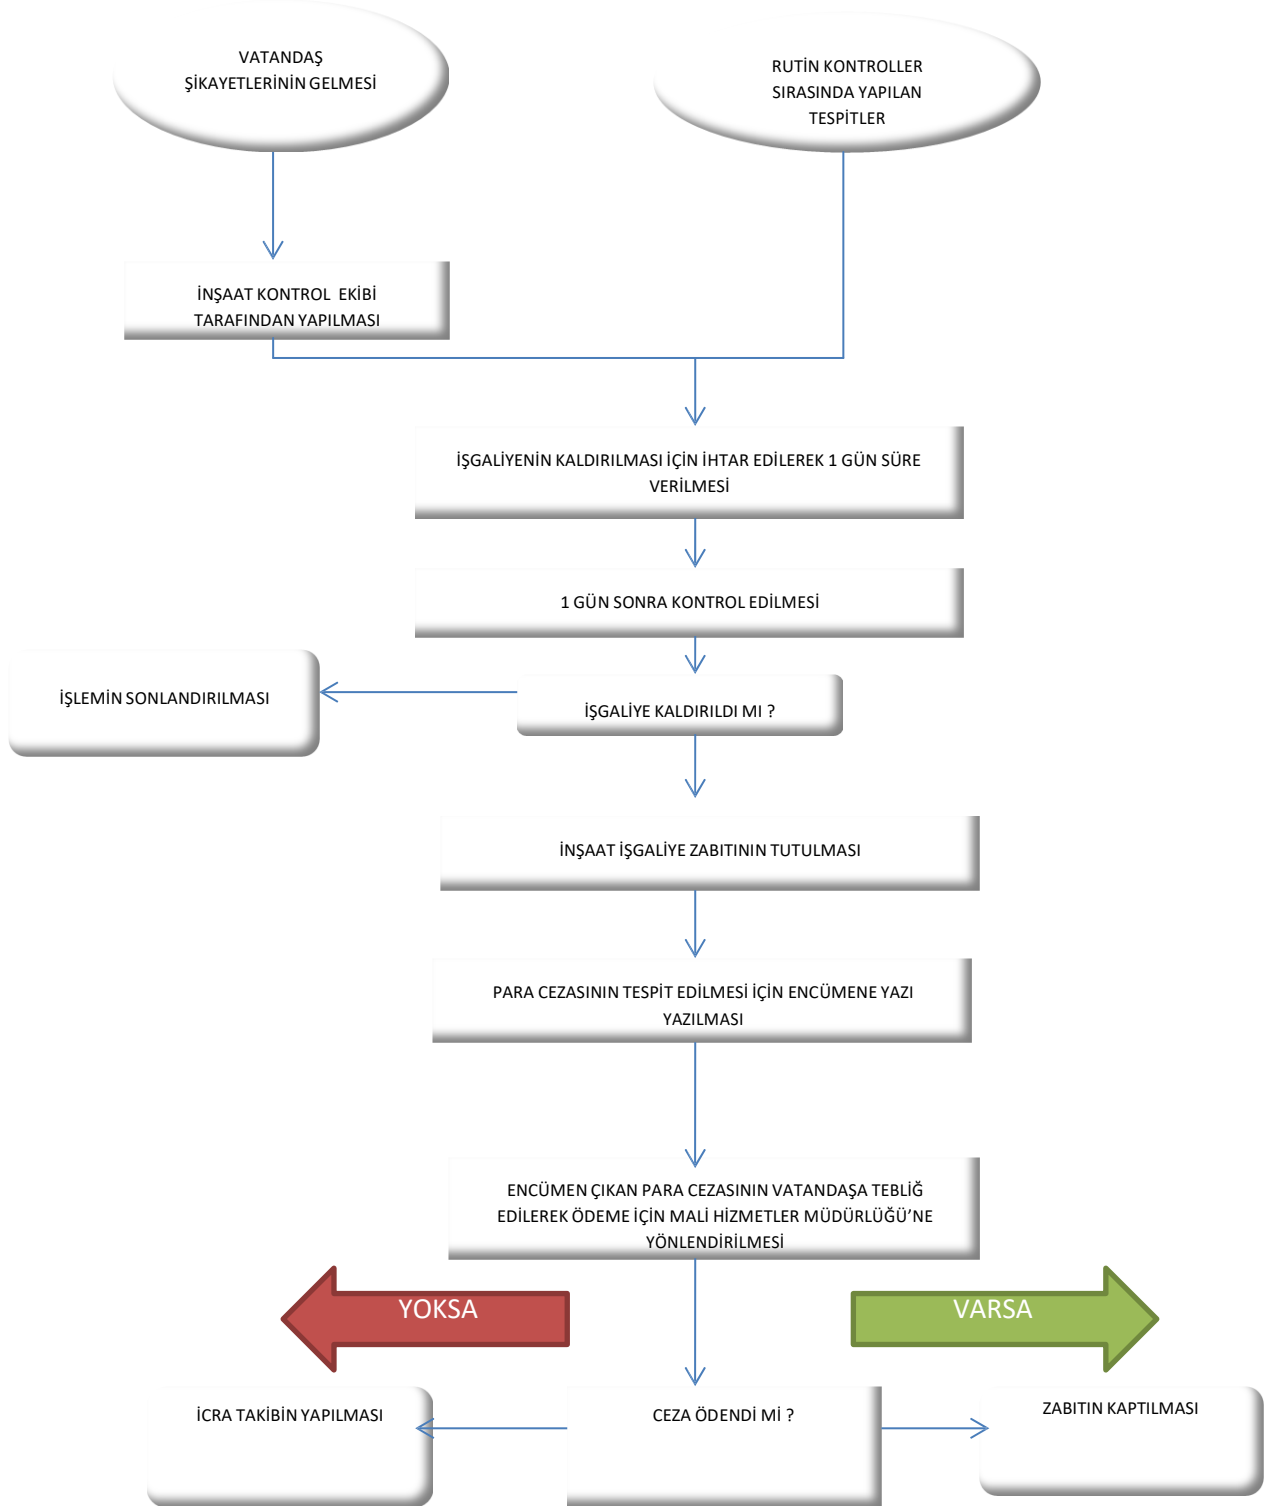 VATANDAŞ
ŞİKAYETLERİNİN GELMESİ
RUTİN KONTROLLER
SIRASINDA YAPILAN
TESPİTLER
İNŞAAT KONTROL EKİBİ
TARAFINDAN YAPILMASI
İŞGALİYENİN KALDIRILMASI İÇİN İHTAR EDİLEREK 1 GÜN SÜRE
VERİLMESİ
1 GÜN SONRA KONTROL EDİLMESİ
İŞLEMİN SONLANDIRILMASI
İŞGALİYE KALDIRILDI MI ?
İNŞAAT İŞGALİYE ZABITININ TUTULMASI
PARA CEZASININ TESPİT EDİLMESİ İÇİN ENCÜMENE YAZI
YAZILMASI
ENCÜMEN ÇIKAN PARA CEZASININ VATANDAŞA TEBLİĞ
EDİLEREK ÖDEME İÇİN MALİ HİZMETLER MÜDÜRLÜĞÜ’NE
YÖNLENDİRİLMESİ
YOKSA
VARSA
İCRA TAKİBİN YAPILMASI
CEZA ÖDENDİ Mİ ?
ZABITIN KAPTILMASI